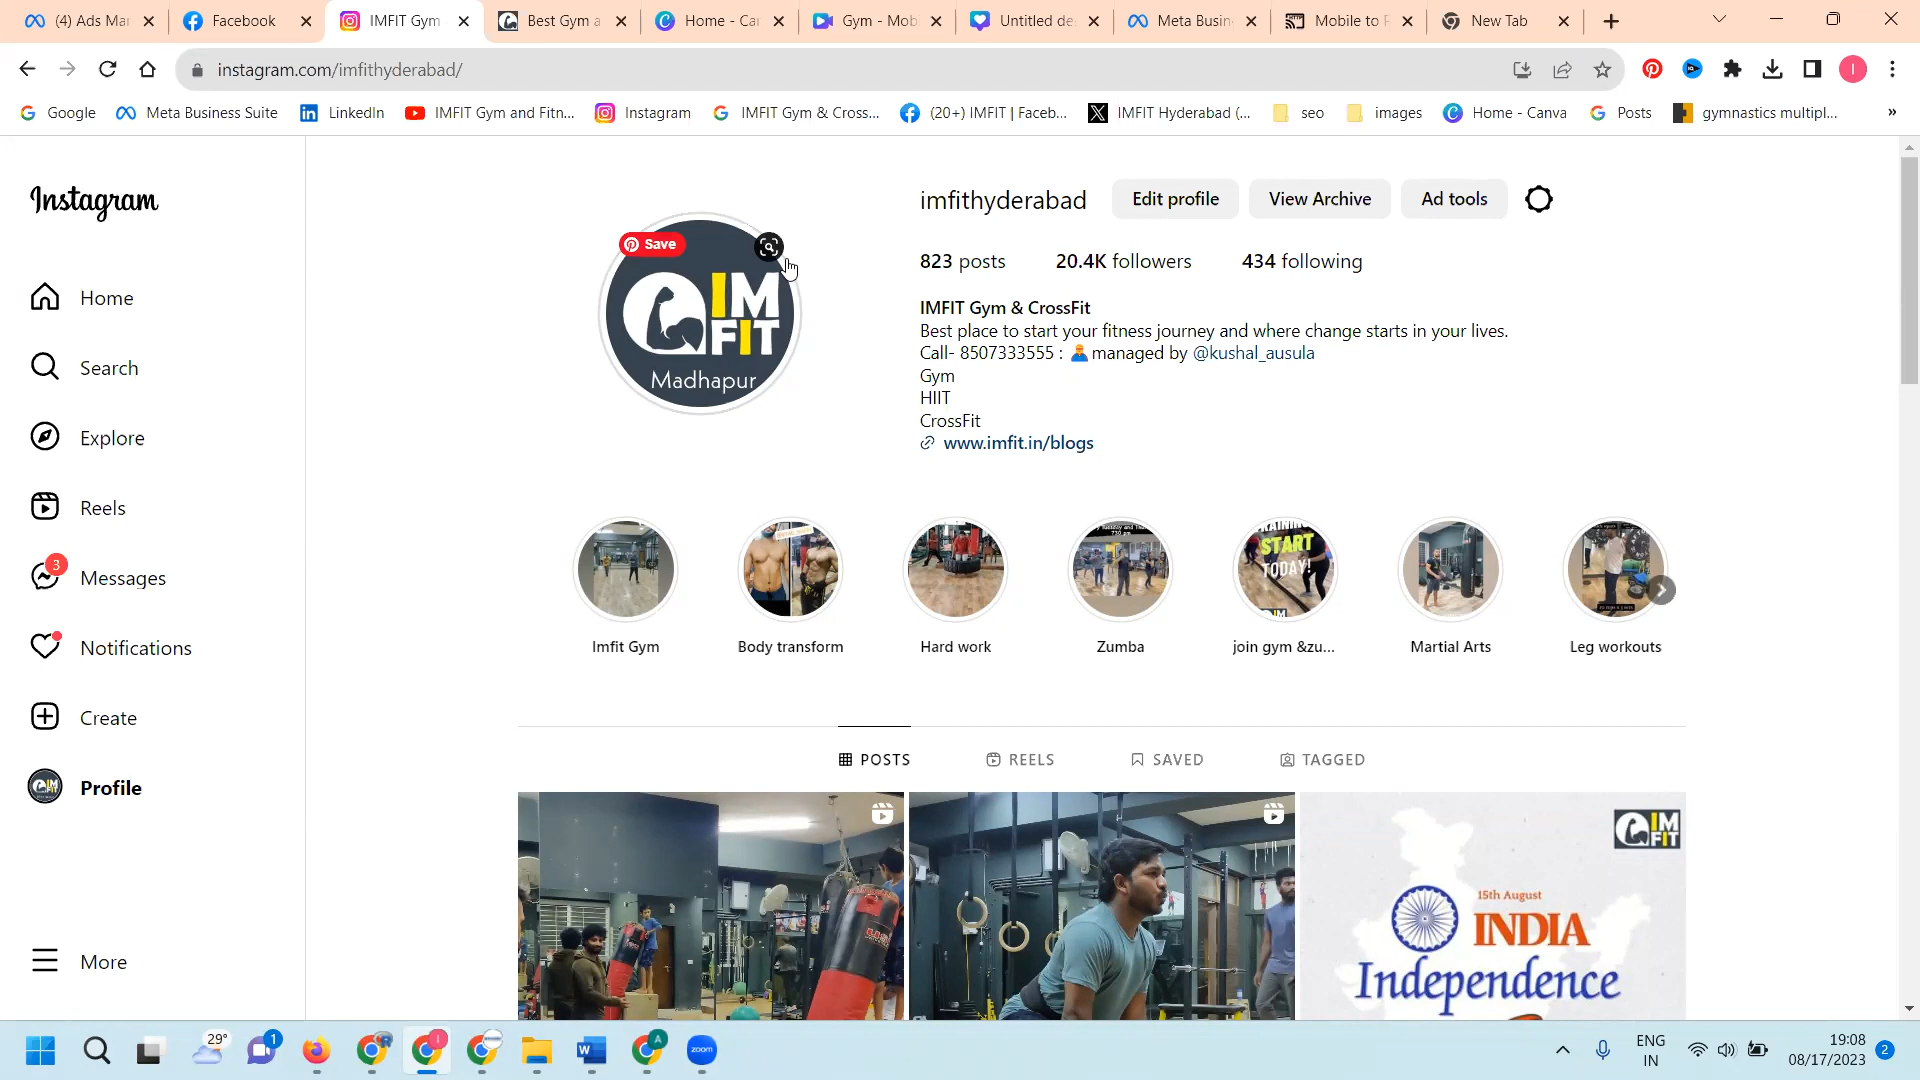 (4) Ads Mar
Facebook
IMFIT Gym
Best Gym a
Home - Ca
Gym - Mob
Untitled de
Meta Busin
Mobile to
New Tab
instagram.com/imfithyderabad/
I
Google
Meta Business Suite
LinkedIn
IMFIT Gym and Fitn...
Instagram
IMFIT Gym & Cross...
(20+) IMFIT | Faceb...
IMFIT Hyderabad (...
seo
images
Home - Canva
Posts
gymnastics multipl...
»
Instagram
Home
Search
Explore
Reels
3
Messages
Notifications
Create
Profile
More
Save
IM
FIT
Madhapur
imfithyderabad
Edit profile
View Archive
Ad tools
823 posts
20.4K followers
434 following
IMFIT Gym & CrossFit
Best place to start your fitness journey and where change starts in your lives.
Call- 8507333555 : managed by @kushal_ausula
Gym
HIIT
CrossFit
www.imfit.in/blogs
START
TODAY!
Imfit Gym
Body transform
Hard work
Zumba
join gym &zu...
Martial Arts
Leg workouts
POSTS
REELS
SAVED
TAGGED
IM
FIT
15th August
INDIA
Independence
29°
1
zoom
ENG
IN
19:08
08/17/2023
2